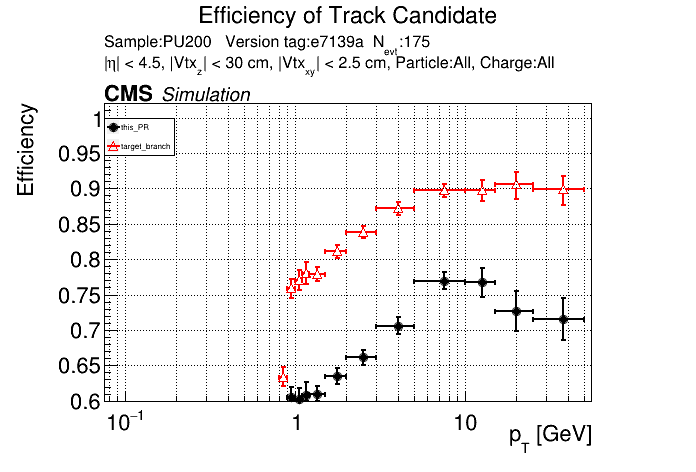 Efficiency of Track Candidate
Sample:PU200 Version tag:e7139a N_evt:175
|η| < 4.5, |Vtx_z| < 30 cm, |Vtx_xy| < 2.5 cm, Particle:All, Charge:All
CMS Simulation
Efficiency
1
0.95
0.9
0.85
0.8
0.75
0.7
0.65
0.6
this_PR
target_branch
10⁻¹ 1 10
p_T [GeV]